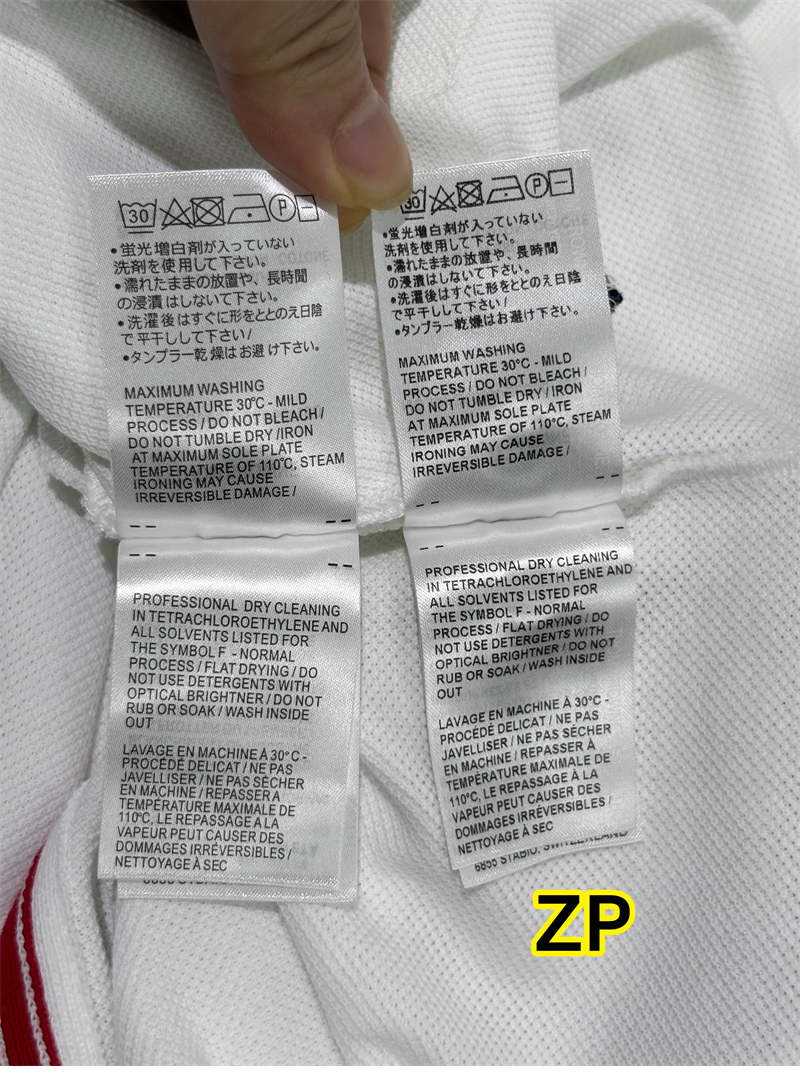 30
•蛍光増白剤が入っていない
洗剤を使用して下さい。
•濡れたままの放置や、長時間
の浸漬はしないで下さい。
•洗濯後はすぐに形をととのえ日陰
で平干しして下さい/
•タンブラー乾燥はお避け下さい。
MAXIMUM WASHING
TEMPERATURE 30°C - MILD
PROCESS / DO NOT BLEACH /
DO NOT TUMBLE DRY /IRON
AT MAXIMUM SOLE PLATE
TEMPERATURE OF 110°C, STEAM
IRONING MAY CAUSE
IRREVERSIBLE DAMAGE /
PROFESSIONAL DRY CLEANING
IN TETRACHLOROETHYLENE AND
ALL SOLVENTS LISTED FOR
THE SYMBOL F - NORMAL
PROCESS / FLAT DRYING / DO
NOT USE DETERGENTS WITH
OPTICAL BRIGHTNER / DO NOT
RUB OR SOAK / WASH INSIDE
OUT
LAVAGE EN MACHINE À 30°C -
PROCÉDÉ DELICAT / NE PAS
JAVELLISER / NE PAS SÉCHER
EN MACHINE / REPASSER À
TEMPÉRATURE MAXIMALE DE
110°C, LE REPASSAGE A LA
VAPEUR PEUT CAUSER DES
DOMMAGES IRRÉVERSIBLES /
NETTOYAGE À SEC
30
P
•蛍光増白剤が入っていない
洗剤を使用して下さい。
•濡れたままの放置や、長時間
の浸漬はしないで下さい。
•洗濯後はすぐに形をととのえ日陰
で平干しして下さい/
•タンブラー乾燥はお避け下さい。
MAXIMUM WASHING
TEMPERATURE 30°C - MILD
PROCESS / DO NOT BLEACH /
DO NOT TUMBLE DRY / IRON
AT MAXIMUM SOLE PLATE
TEMPERATURE OF 110°C, STEAM
IRONING MAY CAUSE
IRREVERSIBLE DAMAGE /
PROFESSIONAL DRY CLEANING
IN TETRACHLOROETHYLENE AND
ALL SOLVENTS LISTED FOR
THE SYMBOL F - NORMAL
PROCESS / FLAT DRYING / DO
NOT USE DETERGENTS WITH
OPTICAL BRIGHTNER / DO NOT
RUB OR SOAK / WASH INSIDE
OUT
LAVAGE EN MACHINE À 30°C -
PROCÉDÉ DELICAT / NE PAS
JAVELLISER / NE PAS SÈCHER
EN MACHINE / REPASSER À
TEMPÉRATURE MAXIMALE DE
110°C, LE REPASSAGE À LA
VAPEUR PEUT CAUSER DES
DOMMAGES IRRÉVERSIBLES /
NETTOYAGE À SEC
6855 STABIO, SWITZERLAND
ZP